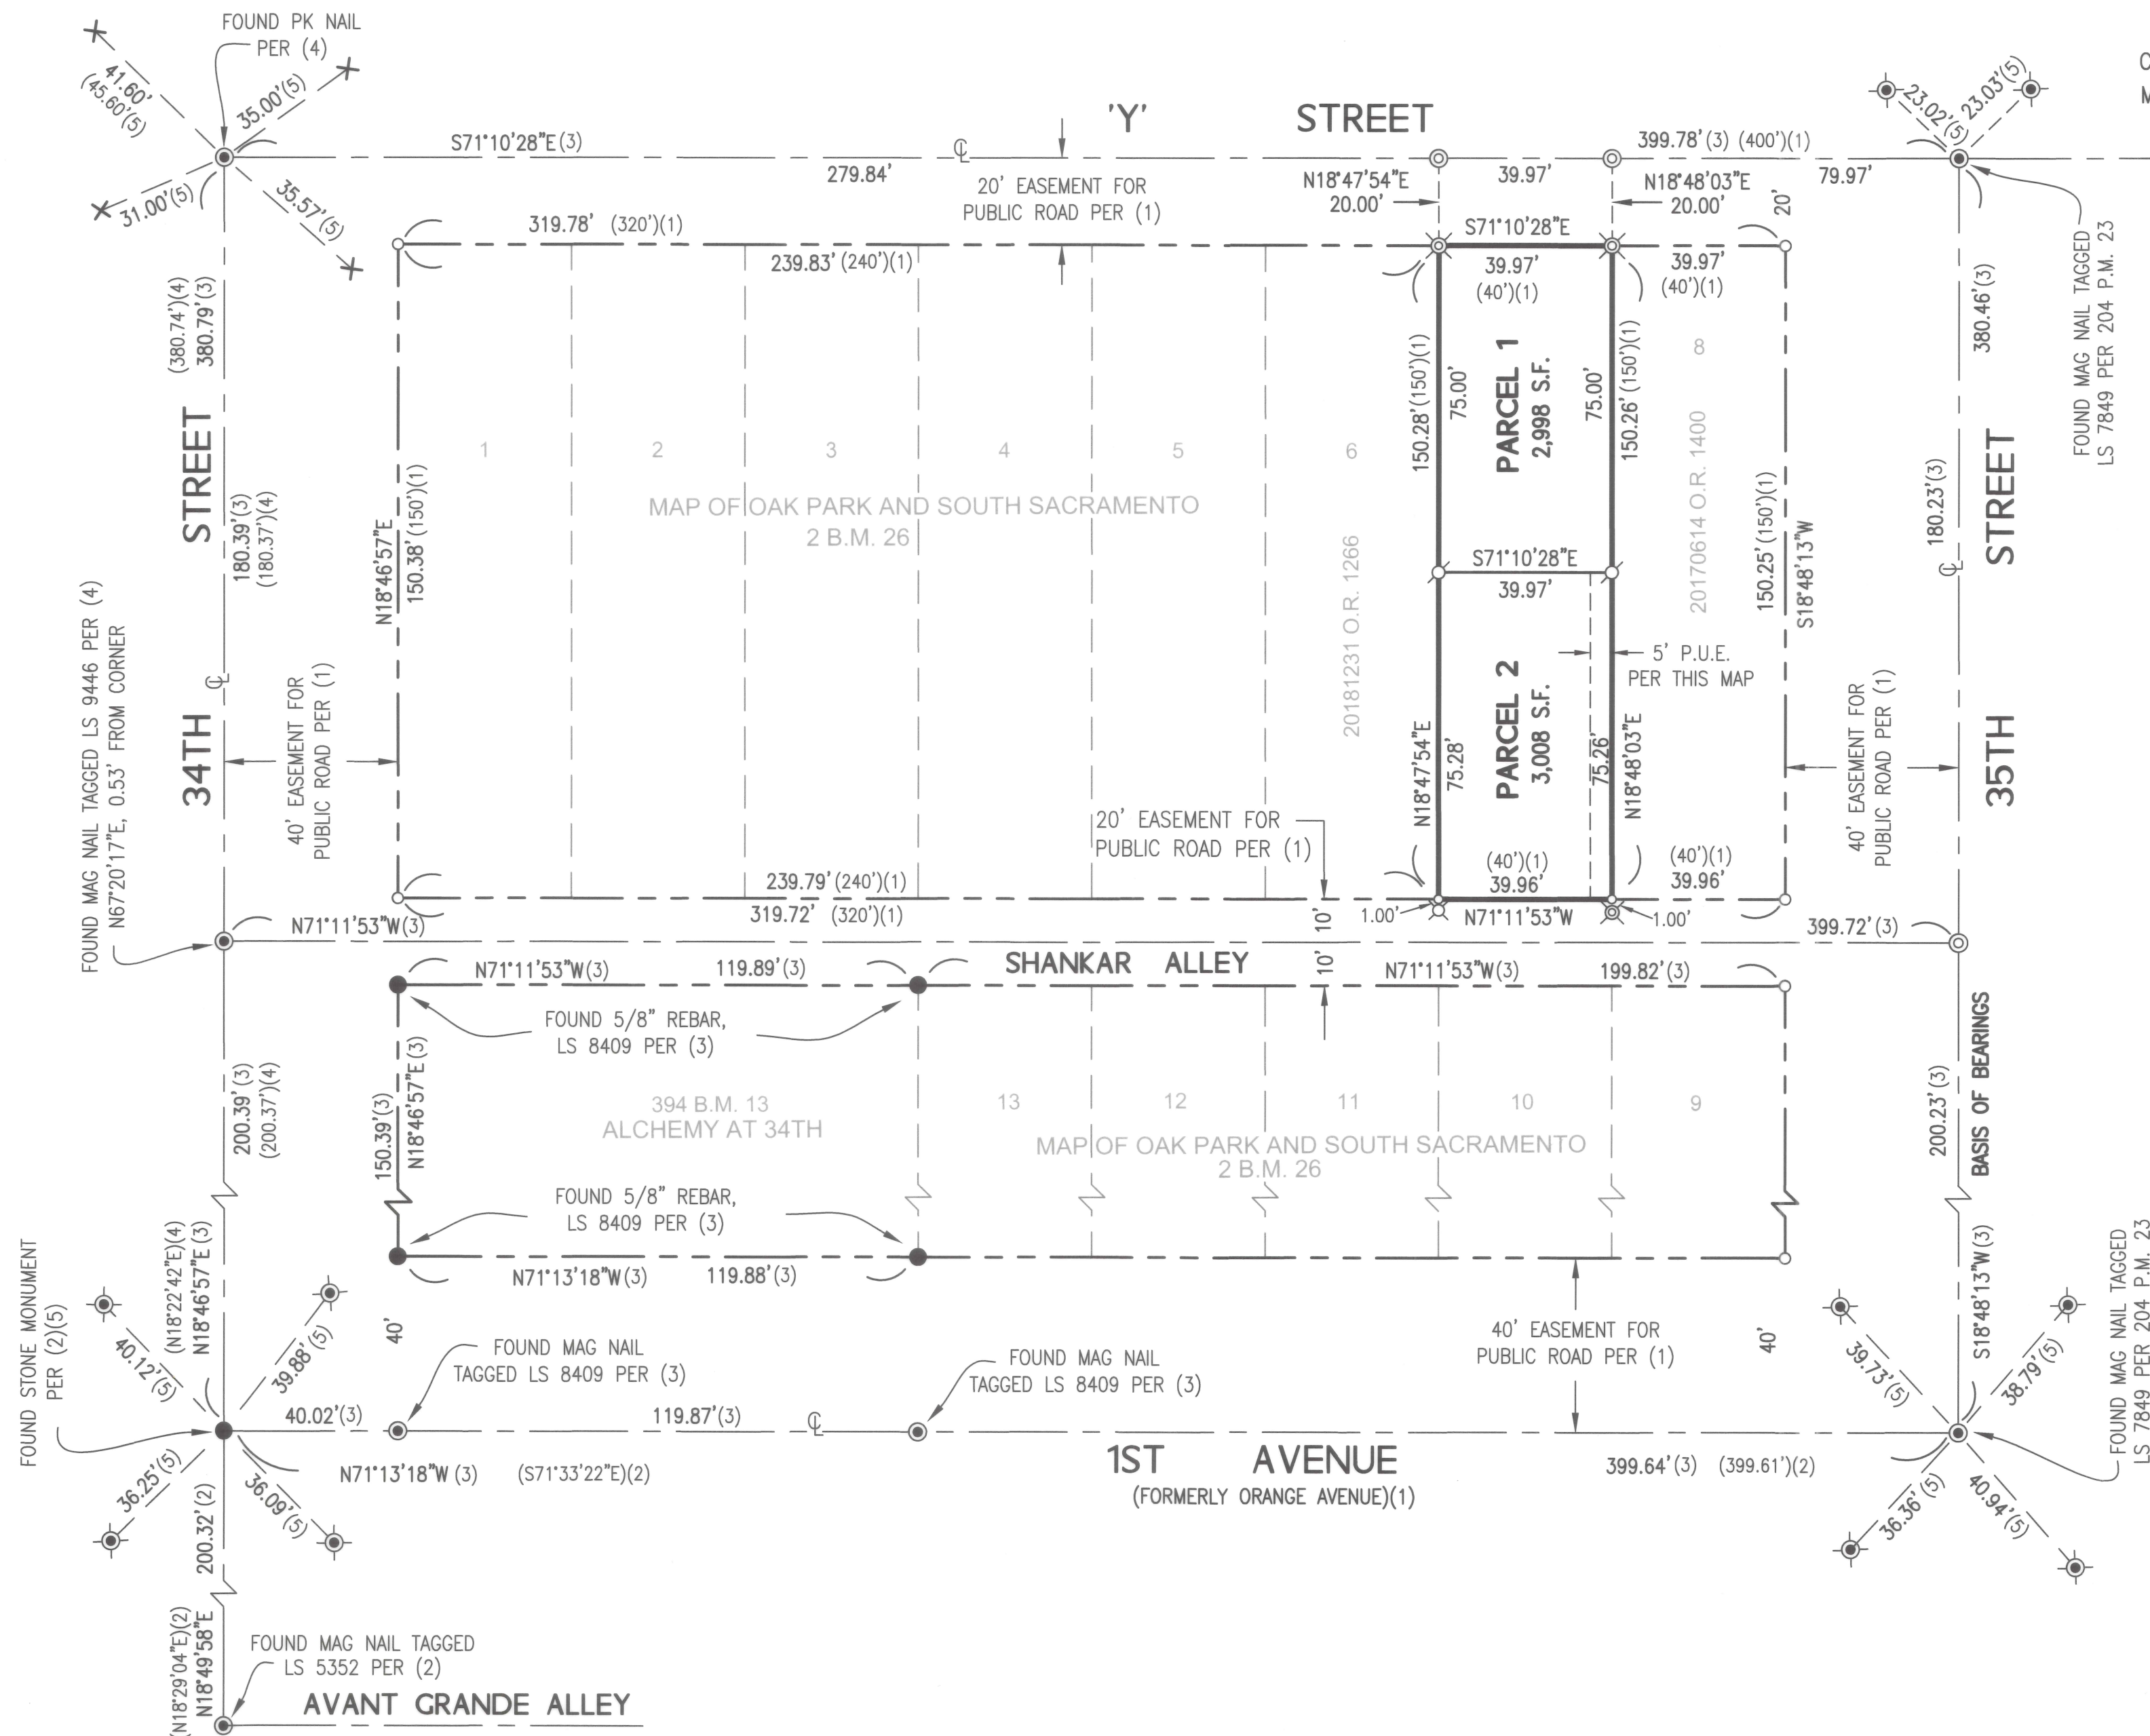 FOUND PK NAIL
PER (4)
41.60'
(45.60'(5)
35.00'(5)
31.00'(5)
35.57'(5)
S71°10'28"E(3)
℄
279.84'
'Y' STREET
20' EASEMENT FOR
PUBLIC ROAD PER (1)
N18°47'54"E
20.00'
39.97'
399.78'(3) (400')(1)
N18°48'03"E
20.00'
79.97'
20'
23.02'(5)
23.03'(5)
FOUND MAG NAIL TAGGED
LS 7849 PER 204 P.M. 23
319.78' (320')(1)
239.83'(240')(1)
S71°10'28"E
39.97'
(40')(1)
39.97'
(40')(1)
(380.74')(4)
380.79'(3)
380.46'(3)
34TH STREET
180.39'(3)
(180.37')(4)
N18°46'57"E
150.38'(150')(1)
1
2
3
4
5
6
8
MAP OF OAK PARK AND SOUTH SACRAMENTO
2 B.M. 26
20181231 O.R. 1266
150.28'(150')(1)
75.00'
PARCEL 1
2,998 S.F.
75.00'
150.26'(150')(1)
20170614 O.R. 1400
150.25'(150')(1)
S18°48'13"W
180.23'(3)
℄
35TH STREET
S71°10'28"E
39.97'
5' P.U.E.
PER THIS MAP
N18°47'54"E
75.28'
PARCEL 2
3,008 S.F.
75.26'
N18°48'03"E
FOUND MAG NAIL TAGGED LS 9446 PER (4)
N67°20'17"E, 0.53' FROM CORNER
℄
40' EASEMENT FOR
PUBLIC ROAD PER (1)
40' EASEMENT FOR
PUBLIC ROAD PER (1)
20' EASEMENT FOR
PUBLIC ROAD PER (1)
239.79'(240')(1)
319.72' (320')(1)
(40')(1)
39.96'
(40')(1)
39.96'
1.00'
N71°11'53"W
1.00'
10'
N71°11'53"W(3)
399.72'(3)
SHANKAR ALLEY
10'
N71°11'53"W(3)
119.89'(3)
N71°11'53"W(3)
199.82'(3)
FOUND 5/8" REBAR,
LS 8409 PER (3)
200.39'(3)
(200.37')(4)
150.39'(3)
N18°46'57"E(3)
394 B.M. 13
ALCHEMY AT 34TH
13
12
11
10
9
MAP OF OAK PARK AND SOUTH SACRAMENTO
2 B.M. 26
200.23'(3)
BASIS OF BEARINGS
FOUND 5/8" REBAR,
LS 8409 PER (3)
N71°13'18"W(3)
119.88'(3)
(N18°22'42"E)(4)
N18°46'57"E(3)
S18°48'13"W(3)
FOUND STONE MONUMENT
PER (2)(5)
40.12'(5)
39.88'(5)
36.25'(5)
36.09'(5)
40'
FOUND MAG NAIL
TAGGED LS 8409 PER (3)
FOUND MAG NAIL
TAGGED LS 8409 PER (3)
40' EASEMENT FOR
PUBLIC ROAD PER (1)
40'
39.73'(5)
38.79'(5)
36.36'(5)
40.94'(5)
FOUND MAG NAIL TAGGED
LS 7849 PER 204 P.M. 23
40.02'(3)
119.87'(3)
℄
N71°13'18"W(3)
(S71°33'22"E)(2)
1ST AVENUE
(FORMERLY ORANGE AVENUE)(1)
399.64'(3) (399.61')(2)
200.32'(2)
(N18°29'04"E)(2)
N18°49'58"E
FOUND MAG NAIL TAGGED
LS 5352 PER (2)
AVANT GRANDE ALLEY